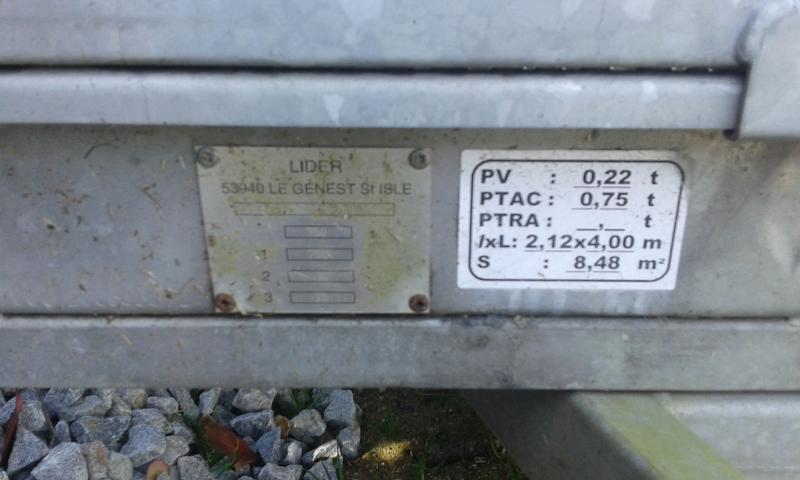 LIDER
53940 LE GENEST St ISLE
1
2
3
PV : 0,22 t
PTAC : 0,75 t
PTRA : _,_ t
/xL: 2,12x4,00 m
S : 8,48 m²